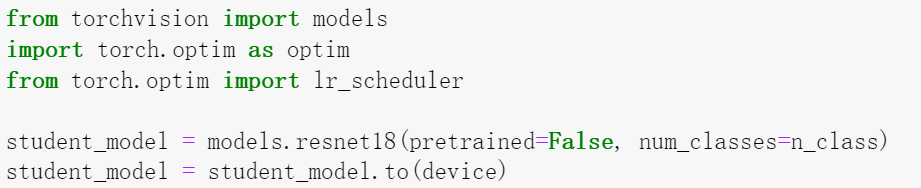 from torchvision import models
import torch.optim as optim
from torch.optim import lr_scheduler
student_model = models.resnet18(pretrained=False, num_classes=n_class)
student_model = student_model.to(device)